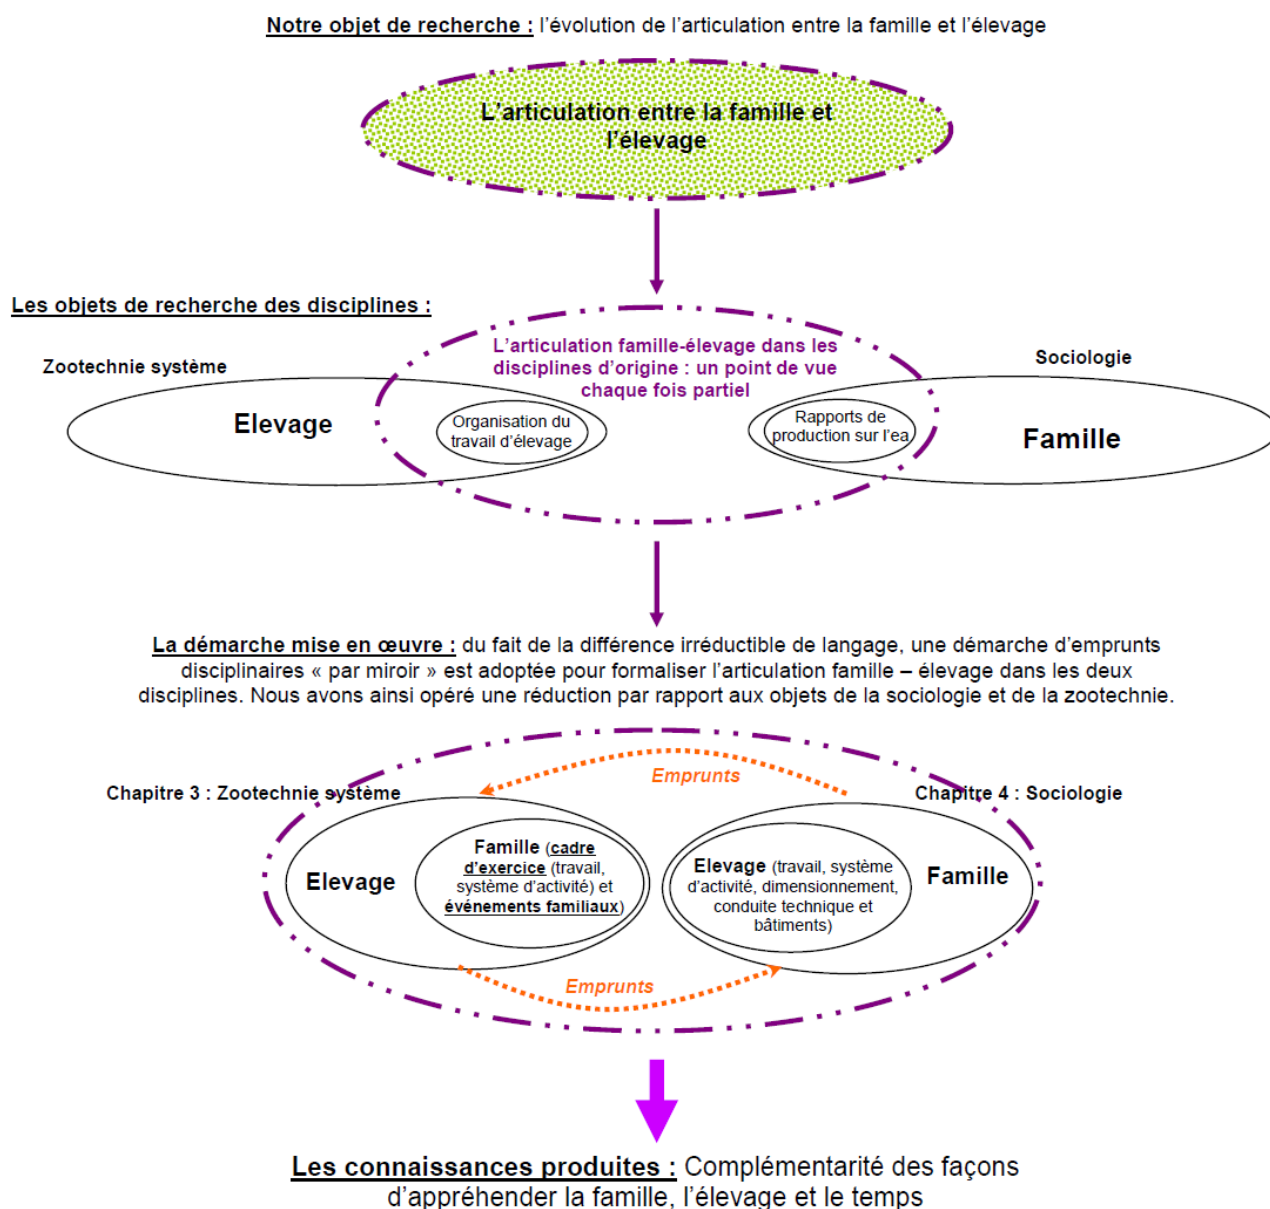 Notre objet de recherche : l’évolution de l’articulation entre la famille et l’élevage
L’articulation entre la famille et
l’élevage
Les objets de recherche des disciplines :
L’articulation famille-élevage dans les
disciplines d’origine : un point de vue
chaque fois partiel
Zootechnie système
Sociologie
Elevage
Organisation du
travail d’élevage
Rapports de
production sur l’ea
Famille
La démarche mise en œuvre : du fait de la différence irréductible de langage, une démarche d’emprunts
disciplinaires « par miroir » est adoptée pour formaliser l’articulation famille – élevage dans les deux
disciplines. Nous avons ainsi opéré une réduction par rapport aux objets de la sociologie et de la zootechnie.
Emprunts
Chapitre 3 : Zootechnie système
Chapitre 4 : Sociologie
Elevage
Famille (cadre
d’exercice (travail,
système d’activité) et
événements familiaux)
Elevage (travail, système
d’activité, dimensionnement,
conduite technique et
bâtiments)
Famille
Emprunts
Les connaissances produites : Complémentarité des façons
d’appréhender la famille, l’élevage et le temps